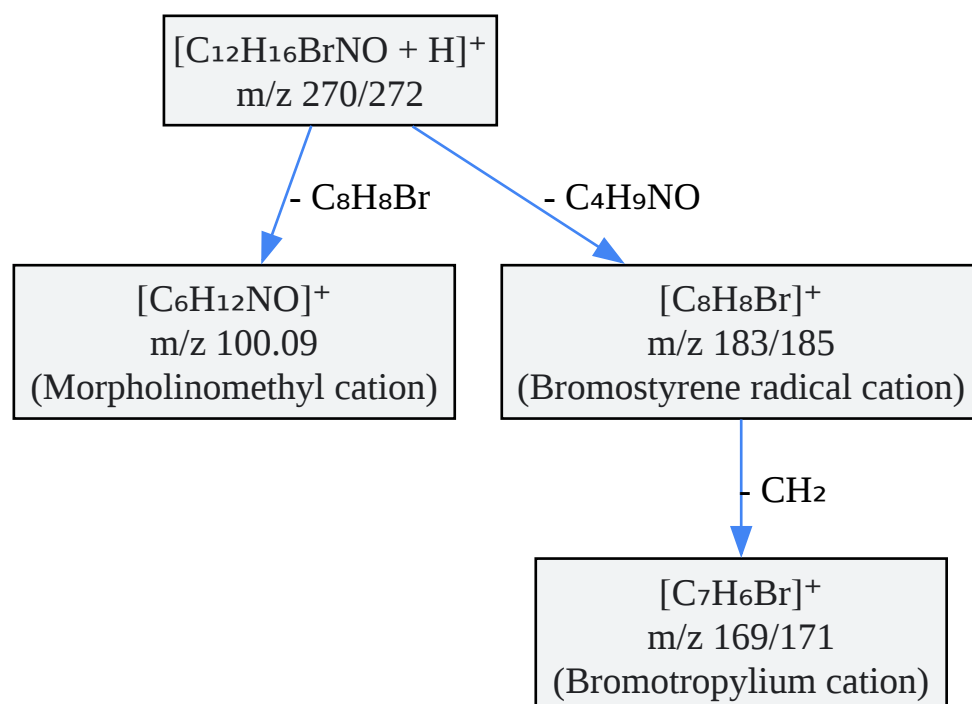 [C₁₂H₁₆BrNO + H]⁺
m/z 270/272
- C₈H₈Br
- C₄H₉NO
[C₆H₁₂NO]⁺
m/z 100.09
(Morpholinomethyl cation)
[C₈H₈Br]⁺
m/z 183/185
(Bromostyrene radical cation)
- CH₂
[C₇H₆Br]⁺
m/z 169/171
(Bromotropylium cation)